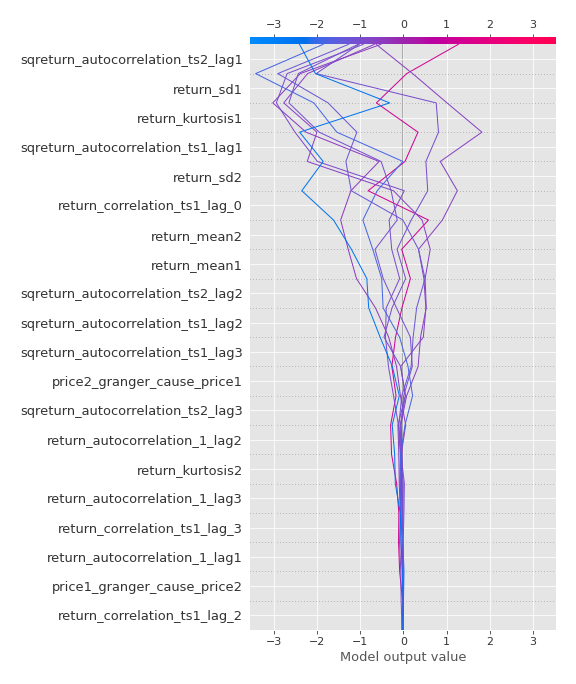 −3 −2 −1 0 1 2 3
sqreturn_autocorrelation_ts2_lag1
return_sd1
return_kurtosis1
sqreturn_autocorrelation_ts1_lag1
return_sd2
return_correlation_ts1_lag_0
return_mean2
return_mean1
sqreturn_autocorrelation_ts2_lag2
sqreturn_autocorrelation_ts1_lag2
sqreturn_autocorrelation_ts1_lag3
price2_granger_cause_price1
sqreturn_autocorrelation_ts2_lag3
return_autocorrelation_1_lag2
return_kurtosis2
return_autocorrelation_1_lag3
return_correlation_ts1_lag_3
return_autocorrelation_1_lag1
price1_granger_cause_price2
return_correlation_ts1_lag_2
−3 −2 −1 0 1 2 3
Model output value